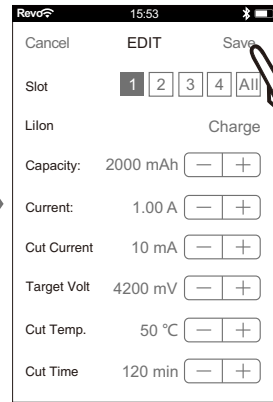 Revo 15:53
Cancel EDIT Save
Slot 1 2 3 4 All
LiIon Charge
Capacity: 2000 mAh − +
Current: 1.00 A − +
Cut Current 10 mA − +
Target Volt 4200 mV − +
Cut Temp. 50 ℃ − +
Cut Time 120 min − +